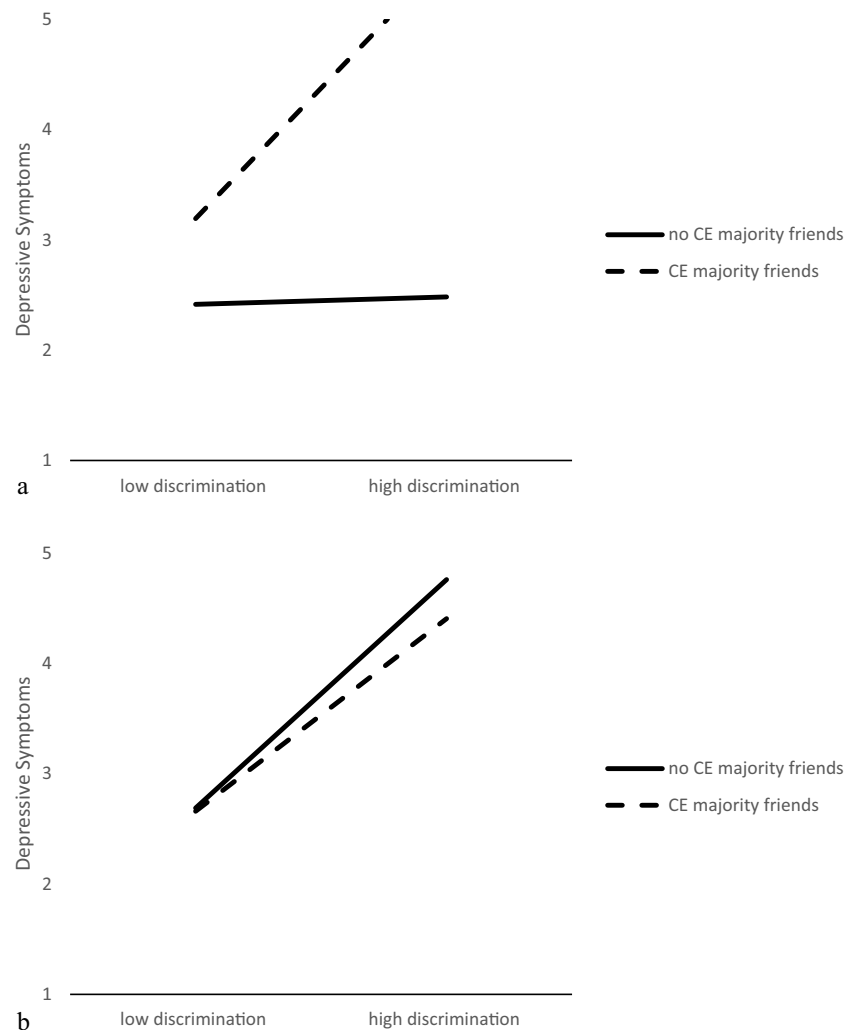 5
4
3
2
1
Depressive Symptoms
low discrimination high discrimination
no CE majority friends
CE majority friends
a
5
4
3
2
1
Depressive Symptoms
low discrimination high discrimination
no CE majority friends
CE majority friends
b